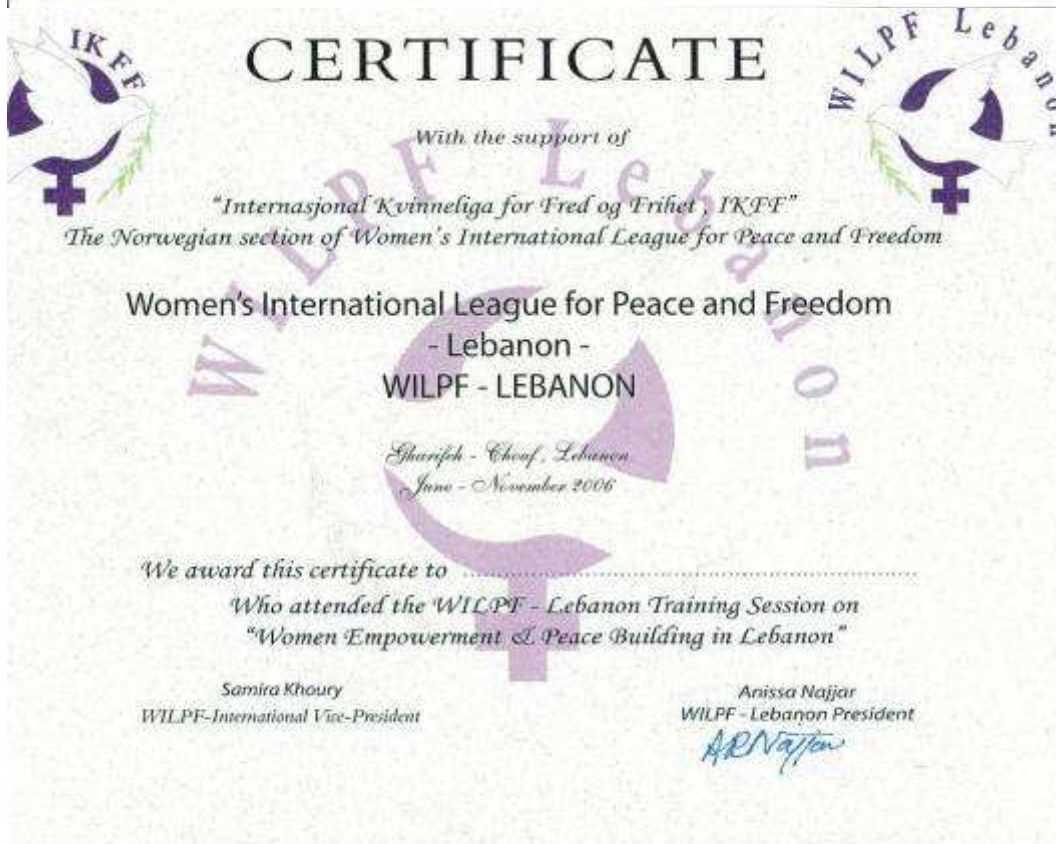 IKFF
CERTIFICATE
WILPF Lebanon
With the support of
"Internasjonal Kvinneliga for Fred og Frihet , IKFF"
The Norwegian section of Women's International League for Peace and Freedom
WILPF Lebanon
Women's International League for Peace and Freedom
- Lebanon -
WILPF - LEBANON
Gharifeh - Chouf , Lebanon
June - November 2006
We award this certificate to ........................................................
Who attended the WILPF - Lebanon Training Session on
"Women Empowerment & Peace Building in Lebanon"
Samira Khoury
WILPF-International Vice-President
Anissa Najjar
WILPF - Lebanon President
ARNajjar